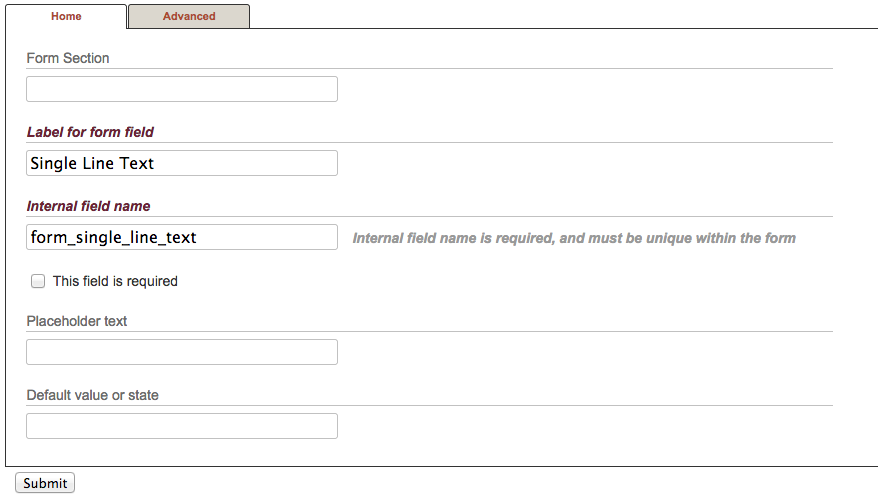 Home Advanced
Form Section
Label for form field
Single Line Text
Internal field name
form_single_line_text Internal field name is required, and must be unique within the form
This field is required
Placeholder text
Default value or state
Submit